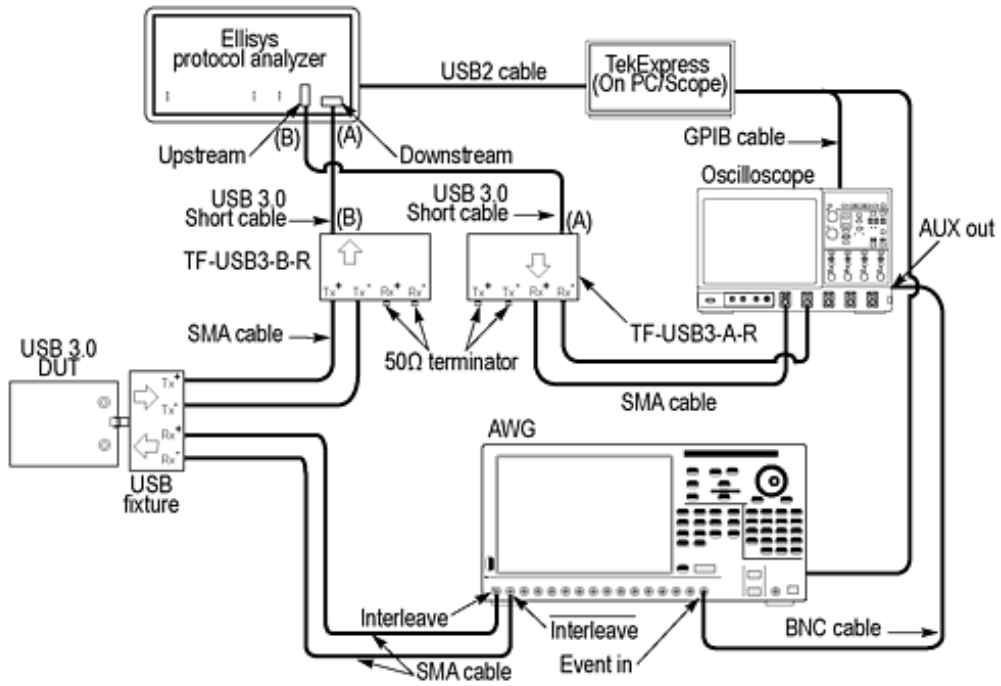 Ellisys
protocol analyzer
USB2 cable
TekExpress
(On PC/Scope)
(B)
(A)
Upstream
Downstream
GPIB cable
Oscilloscope
USB 3.0
Short cable
(B)
USB 3.0
Short cable
(A)
AUX out
TF-USB3-B-R
Tx+
Tx-
Rx+
Rx-
Tx+
Tx-
Rx+
Rx-
TF-USB3-A-R
SMA cable
50Ω terminator
USB 3.0
DUT
Tx+
Tx-
Rx+
Rx-
SMA cable
AWG
USB
fixture
Interleave
Interleave
Event in
BNC cable
SMA cable